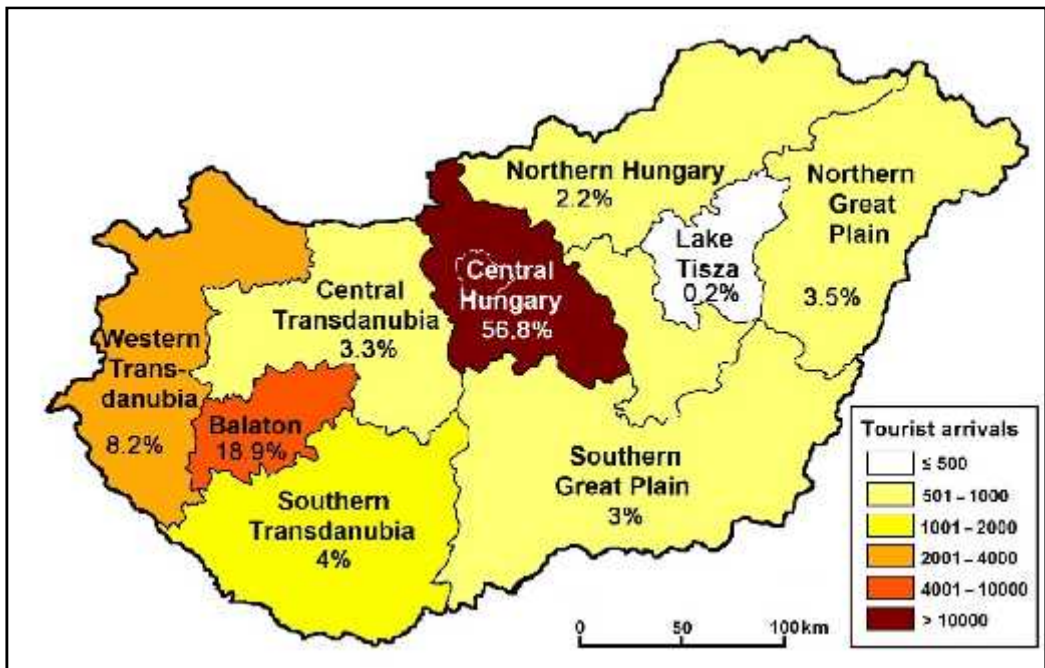 Northern Hungary
2.2%
Northern
Great
Plain
3.5%
Lake
Tisza
0.2%
Central
Hungary
56.8%
Central
Transdanubia
3.3%
Western
Trans-
danubia
8.2%
Balaton
18.9%
Southern
Transdanubia
4%
Southern
Great Plain
3%
Tourist arrivals
≤ 500
501 – 1000
1001 – 2000
2001 – 4000
4001 – 10000
> 10000
0 50 100km